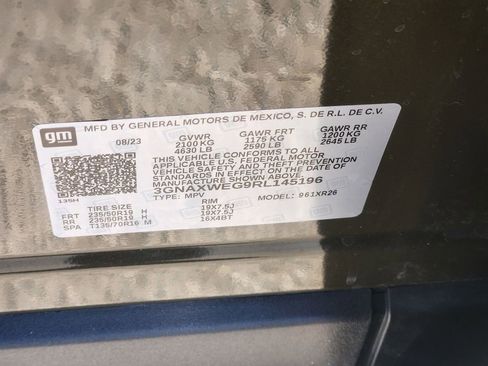 gm
MFD BY GENERAL MOTORS DE MEXICO, S. DE R.L. DE C.V.
08/23 GVWR GAWR FRT GAWR RR
2100 KG 1175 KG 1200 KG
4630 LB 2590 LB 2645 LB
THIS VEHICLE CONFORMS TO ALL
APPLICABLE U.S. FEDERAL MOTOR
VEHICLE SAFETY AND THEFT PREVENTION
STANDARDS IN EFFECT ON THE DATE OF
MANUFACTURE SHOWN ABOVE.
3GNAXWEG9RL145196
135H TYPE: MPV MODEL: 961XR26
TIRE SIZE RIM
FRT 235/50R19 H 19X7.5J
RR 235/50R19 H 19X7.5J
SPA T135/70R16 M 16X4BT